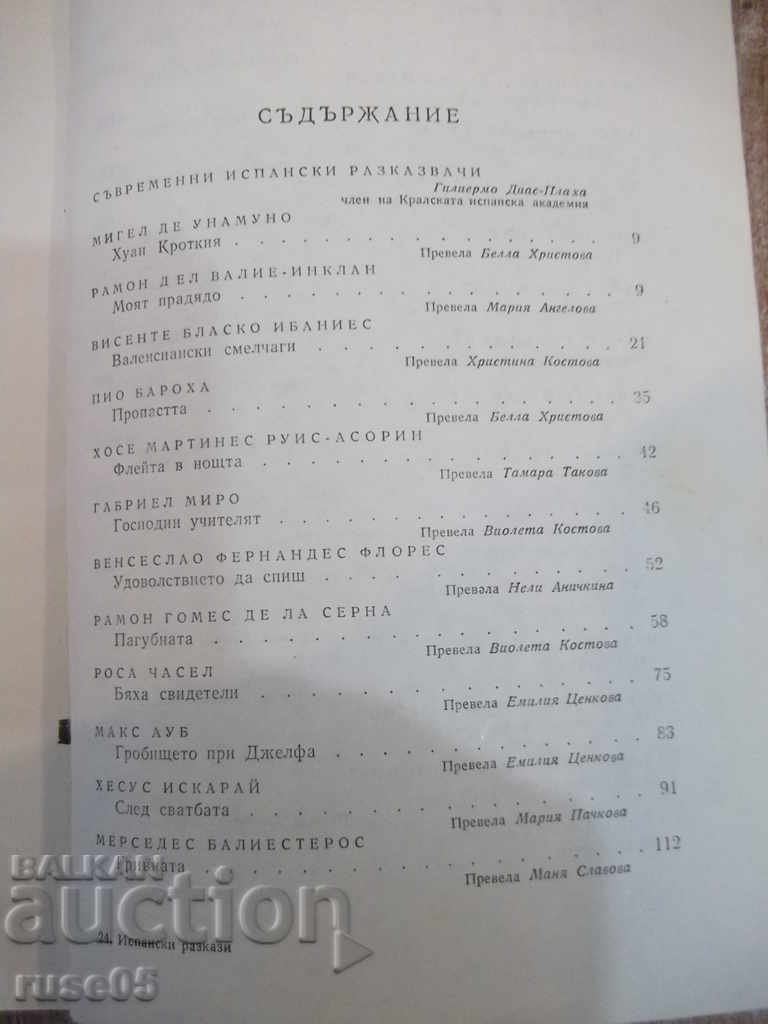 СЪДЪРЖАНИЕ
СЪВРЕМЕННИ ИСПАНСКИ РАЗКАЗВАЧИ
Гилиермо Диас-Плаха
член на Кралската испанска академия
МИГЕЛ ДЕ УНАМУНО
Хуан Кроткия . . . . . . . . . . . . . . . 9
Превела Белла Христова
РАМОН ДЕЛ ВАЛИЕ-ИНКЛАН
Моят прадядо . . . . . . . . . . . . . . . 9
Превела Мария Ангелова
ВИСЕНТЕ БЛАСКО ИБАНИЕС
Валенсиански смелчаги . . . . . . . . . . . 21
Превела Христина Костова
ПИО БАРОХА
Пропастта . . . . . . . . . . . . . . . . 35
Превела Белла Христова
ХОСЕ МАРТИНЕС РУИС-АСОРИН
Флейта в нощта . . . . . . . . . . . . . . 42
Превела Тамара Такова
ГАБРИЕЛ МИРО
Господин учителят . . . . . . . . . . . . . 46
Превела Виолета Костова
ВЕНСЕСЛАО ФЕРНАНДЕС ФЛОРЕС
Удоволствието да спиш . . . . . . . . . . . 52
Превела Нели Аничкина
РАМОН ГОМЕС ДЕ ЛА СЕРНА
Пагубната . . . . . . . . . . . . . . . . 58
Превела Виолета Костова
РОСА ЧАСЕЛ
Бяха свидетели . . . . . . . . . . . . . . 75
Превела Емилия Ценкова
МАКС АУБ
Гробището при Джелфа . . . . . . . . . . . 83
Превела Емилия Ценкова
ХЕСУС ИСКАРАЙ
След сватбата . . . . . . . . . . . . . . 91
Превела Мария Пачкова
МЕРСЕДЕС БАЛИЕСТЕРОС
Гривната . . . . . . . . . . . . . . . . 112
Превела Маня Славова
BALKAN
auction
24. Испански разкази
ruse05